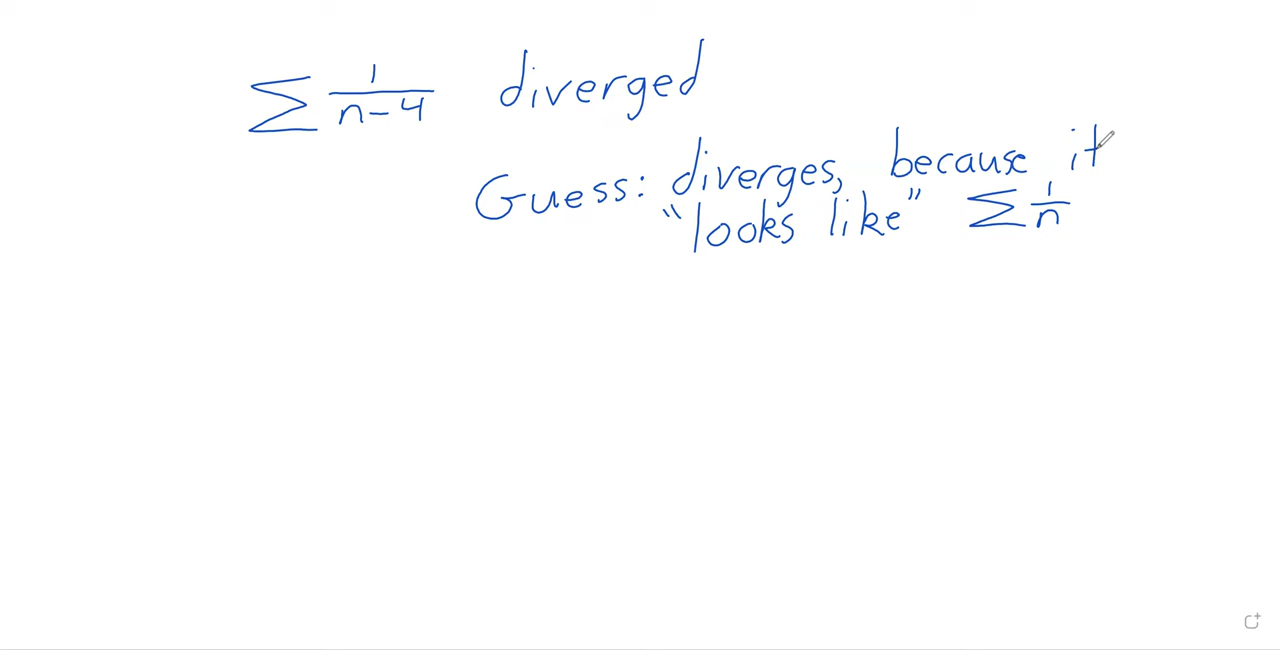 ∑ 1/(n-4) diverged
Guess: diverges, because it
"looks like" ∑ 1/n